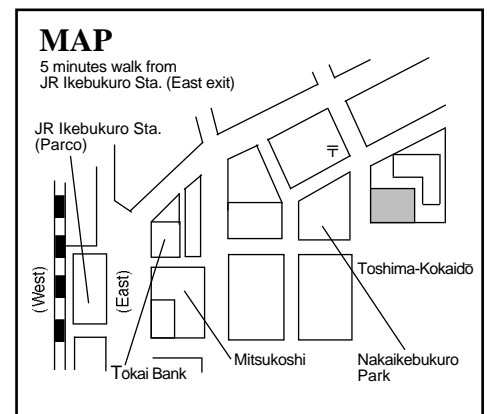 MAP
5 minutes walk from
JR Ikebukuro Sta. (East exit)
JR Ikebukuro Sta.
(Parco)
〒
(West)
(East)
Toshima-Kokaidō
Tokai Bank
Mitsukoshi
Nakaikebukuro
Park